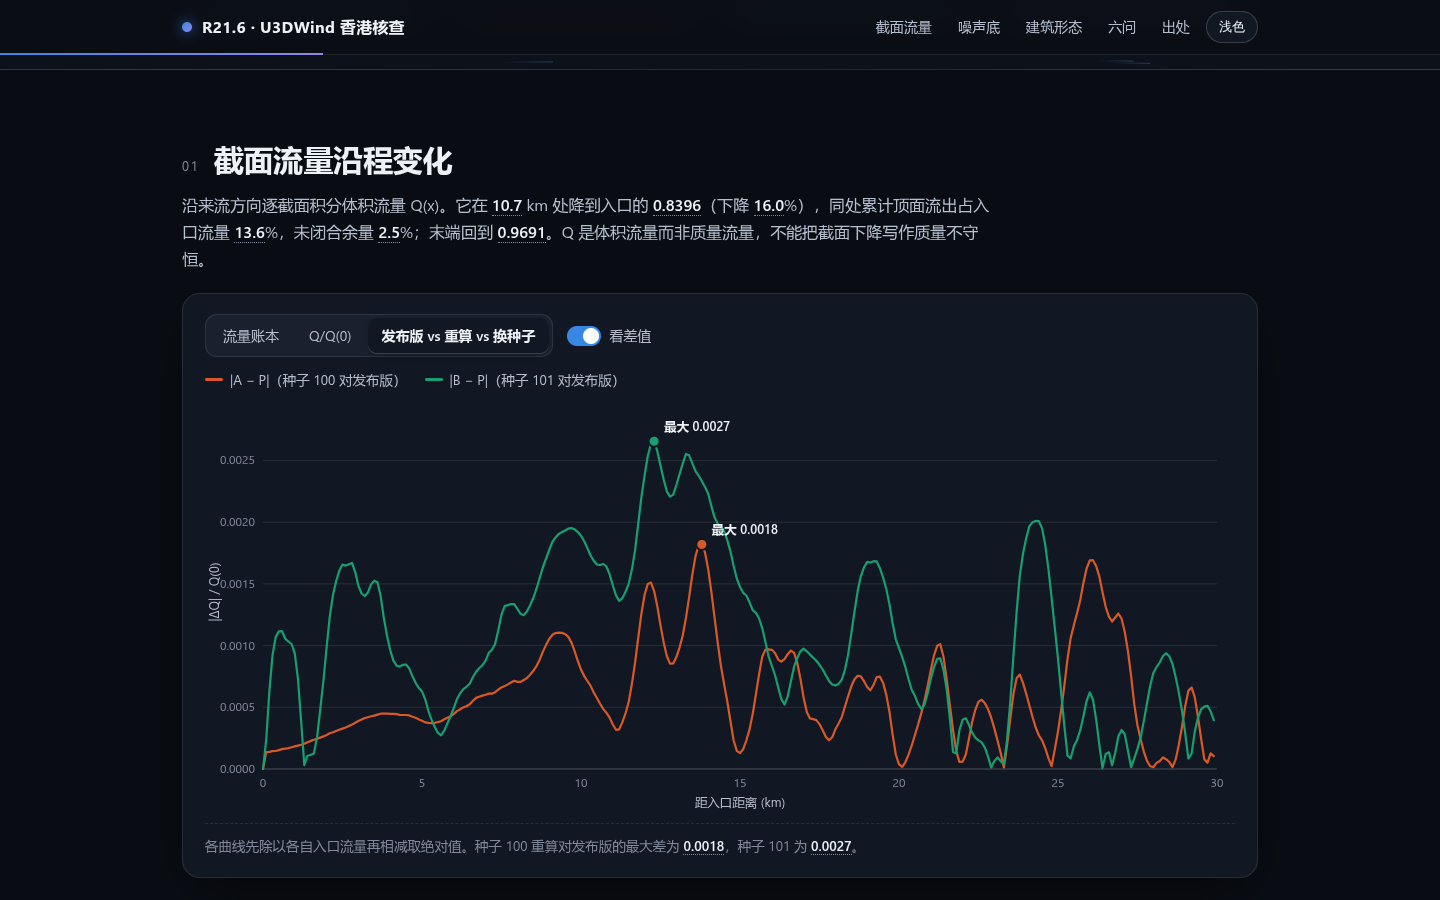 R21.6 · U3DWind 香港核查
截面流量 噪声底 建筑形态 六问 出处 浅色
01 截面流量沿程变化
沿来流方向逐截面积分体积流量 Q(x)。它在 10.7 km 处降到入口的 0.8396（下降 16.0%），同处累计顶面流出占入
口流量 13.6%，未闭合余量 2.5%；末端回到 0.9691。Q 是体积流量而非质量流量，不能把截面下降写作质量不守
恒。
流量账本 Q/Q(0) 发布版 vs 重算 vs 换种子 看差值
|A − P|（种子 100 对发布版） |B − P|（种子 101 对发布版）
最大 0.0027
0.0025
0.0020
最大 0.0018
0.0015
|ΔQ| / Q(0)
0.0010
0.0005
0.0000
0 5 10 15 20 25 30
距入口距离 (km)
各曲线先除以各自入口流量再相减取绝对值。种子 100 重算对发布版的最大差为 0.0018，种子 101 为 0.0027。